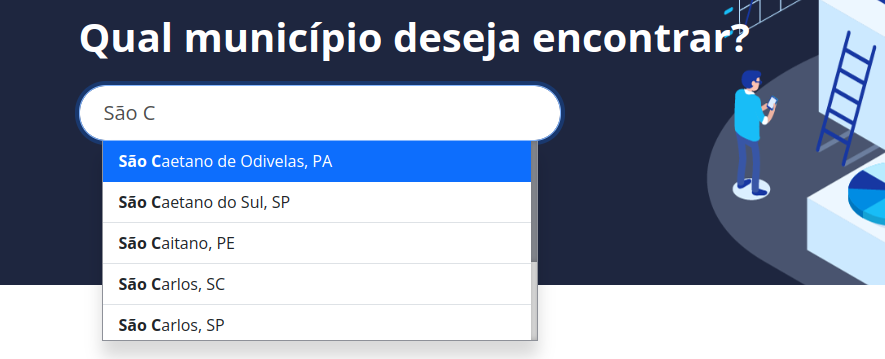 Qual município deseja encontrar?
São C
São Caetano de Odivelas, PA
São Caetano do Sul, SP
São Caitano, PE
São Carlos, SC
São Carlos, SP